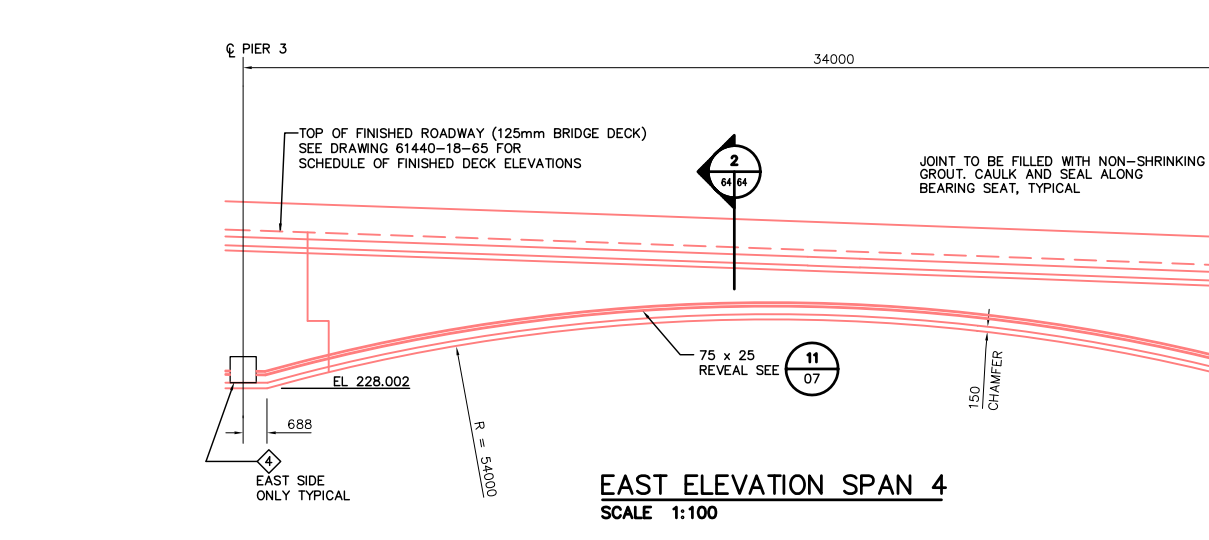 ℄ PIER 3
34000
TOP OF FINISHED ROADWAY (125mm BRIDGE DECK)
SEE DRAWING 61440-18-65 FOR
SCHEDULE OF FINISHED DECK ELEVATIONS
2
64 64
JOINT TO BE FILLED WITH NON-SHRINKING
GROUT. CAULK AND SEAL ALONG
BEARING SEAT, TYPICAL
75 x 25
REVEAL SEE
11
07
150
CHAMFER
EL 228.002
688
R = 54000
4
EAST SIDE
ONLY TYPICAL
EAST ELEVATION SPAN 4
SCALE 1:100